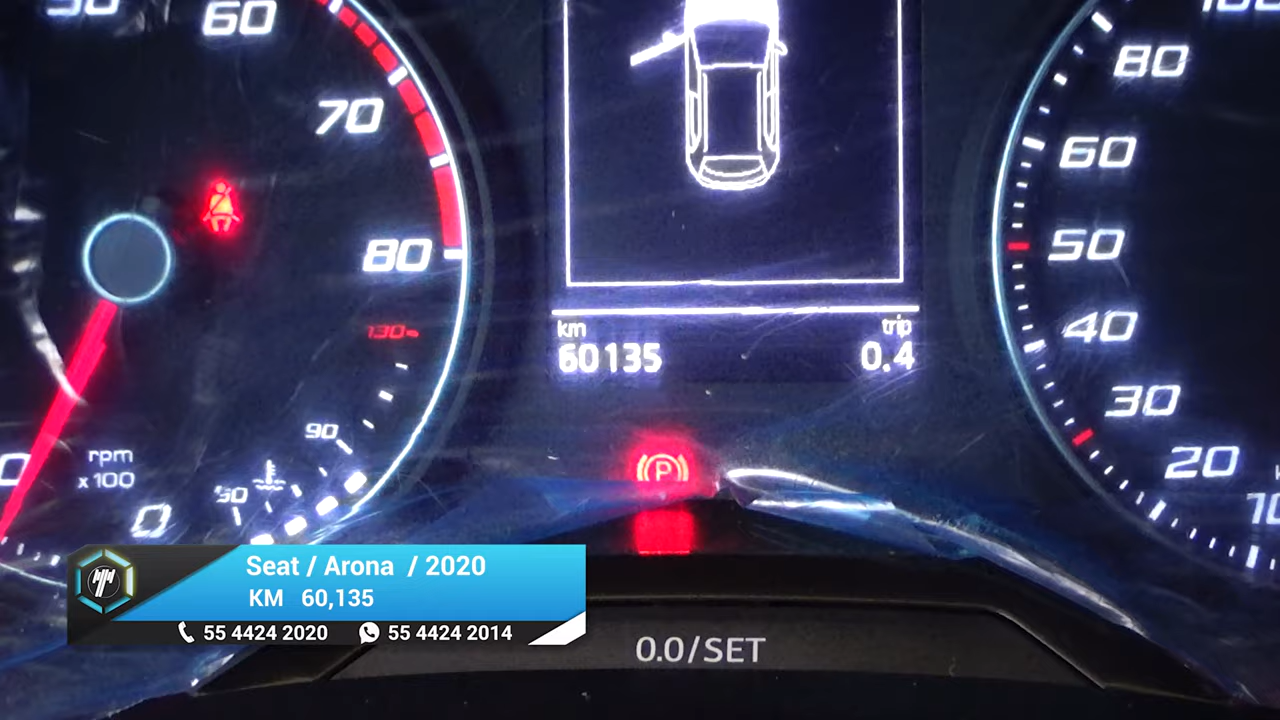 60
70
80
130
90
50
rpm
x100
0
km
trip
60135
0.4
P
80
60
50
40
30
20
10
Seat / Arona / 2020
KM 60,135
55 4424 2020 55 4424 2014
0.0/SET